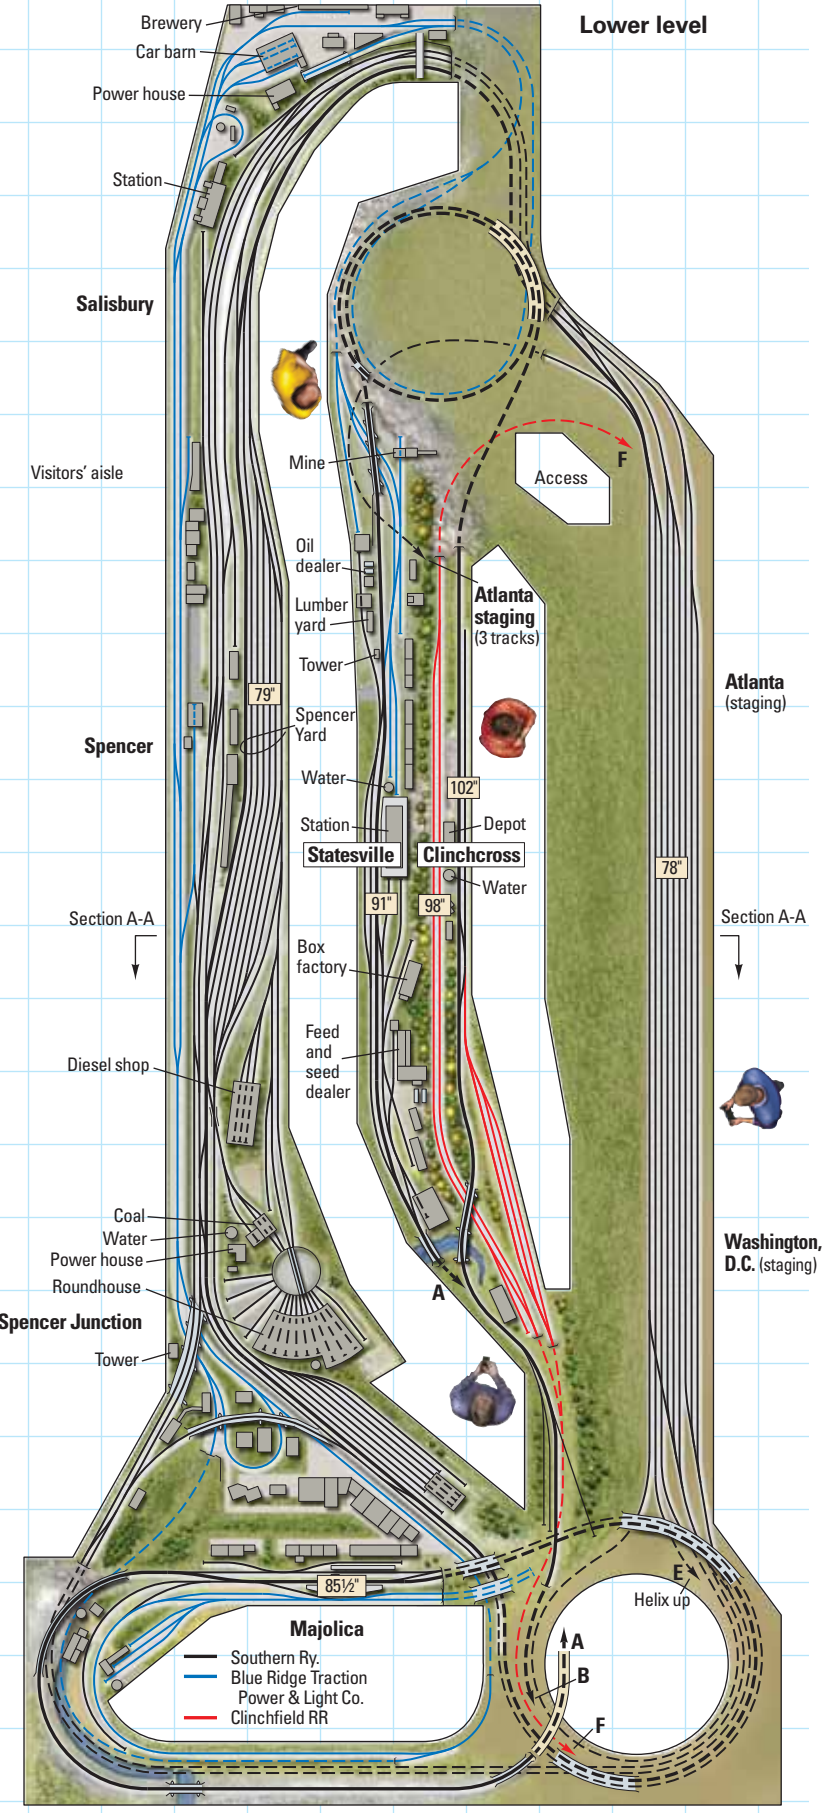 Lower level
Brewery
Car barn
Power house
Station
Salisbury
Visitors' aisle
Mine
F
Access
Oil
dealer
Lumber
yard
Tower
Atlanta
staging
(3 tracks)
79"
Spencer
Yard
Spencer
Atlanta
(staging)
Water
102"
Station
Depot
Statesville
Clinchcross
78"
Water
91"
98"
Section A-A
Section A-A
Box
factory
Feed
and
seed
dealer
Diesel shop
Coal
Water
Power house
Roundhouse
Spencer Junction
Tower
A
Washington,
D.C. (staging)
85½"
E
Helix up
Majolica
Southern Ry.
Blue Ridge Traction
Power & Light Co.
Clinchfield RR
A
B
F